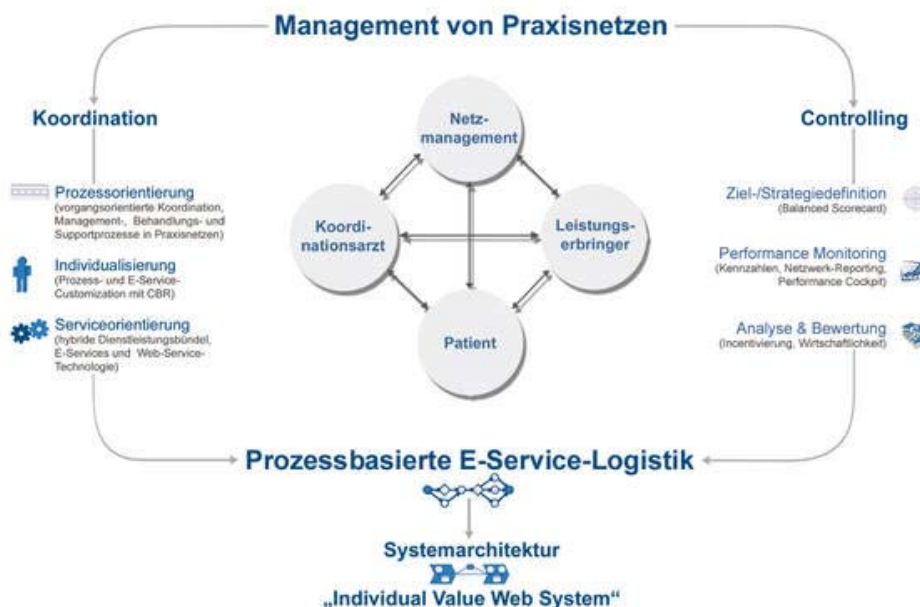 Management von Praxisnetzen
Koordination
Prozessorientierung
(vorgangsorientierte Koordination,
Management-, Behandlungs- und
Supportprozesse in Praxisnetzen)
Individualisierung
(Prozess- und E-Service-
Customization mit CBR)
Serviceorientierung
(hybride Dienstleistungsbündel,
E-Services und Web-Service-
Technologie)
Netz-
management
Koordi-
nationsarzt
Leistungs-
erbringer
Patient
Controlling
Ziel-/Strategiedefinition
(Balanced Scorecard)
Performance Monitoring
(Kennzahlen, Netzwerk-Reporting,
Performance Cockpit)
Analyse & Bewertung
(Incentivierung, Wirtschaftlichkeit)
Prozessbasierte E-Service-Logistik
Systemarchitektur
„Individual Value Web System“